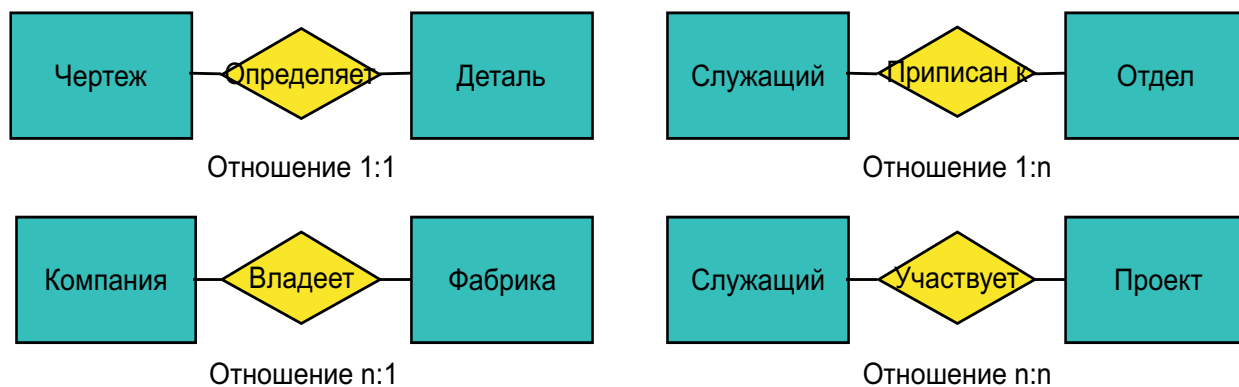 Чертеж Определяет Деталь
Служащий Приписан к Отдел
Отношение 1:1
Отношение 1:n
Компания Владеет Фабрика
Служащий Участвует Проект
Отношение n:1
Отношение n:n